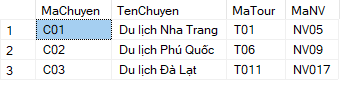 MaChuyen TenChuyen MaTour MaNV
1 C01 Du lịch Nha Trang T01 NV05
2 C02 Du lịch Phú Quốc T06 NV09
3 C03 Du lịch Đà Lạt T011 NV017